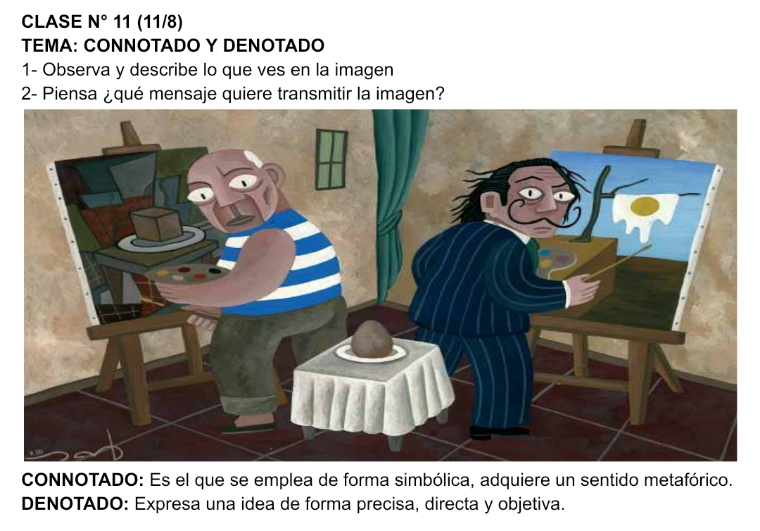 CLASE N° 11 (11/8)
TEMA: CONNOTADO Y DENOTADO
1- Observa y describe lo que ves en la imagen
2- Piensa ¿qué mensaje quiere transmitir la imagen?
CONNOTADO: Es el que se emplea de forma simbólica, adquiere un sentido metafórico.
DENOTADO: Expresa una idea de forma precisa, directa y objetiva.